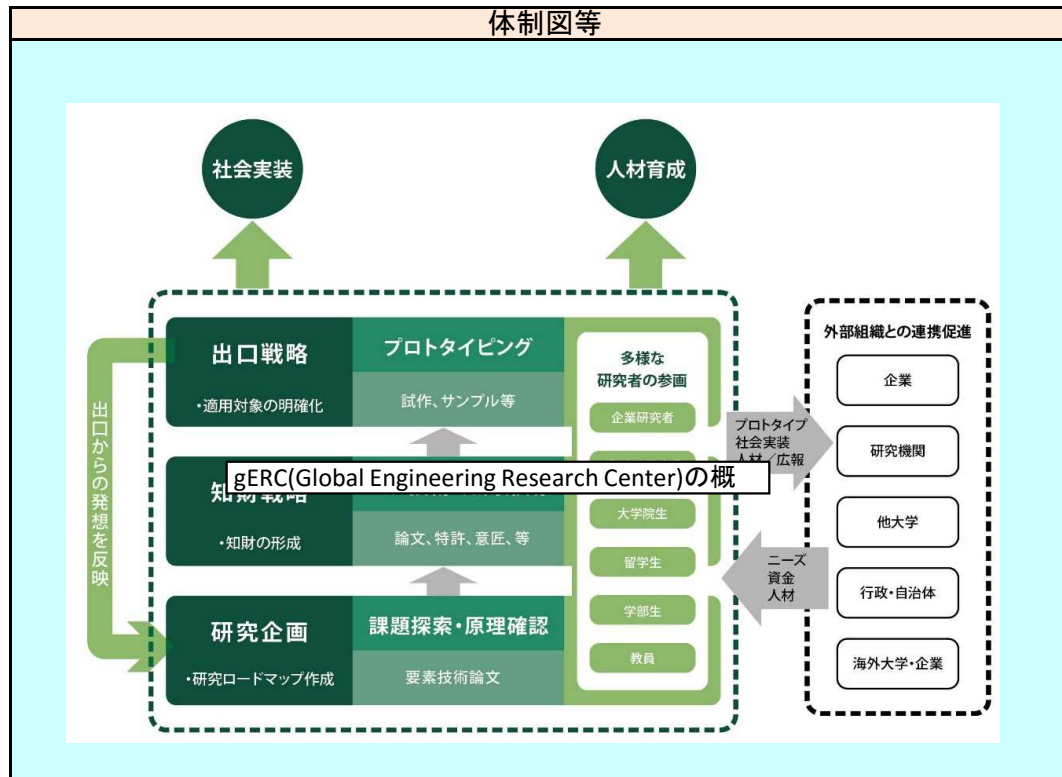 体制図等
社会実装
人材育成
出口戦略
・適用対象の明確化
プロトタイピング
試作、サンプル等
多様な
研究者の参画
企業研究者
大学院生
留学生
学部生
教員
gERC(Global Engineering Research Center)の概
知
・知財の形成
論文、特許、意匠、等
研究企画
・研究ロードマップ作成
課題探索・原理確認
要素技術論文
出口からの発想を反映
プロトタイプ
社会実装
人材／広報
ニーズ
資金
人材
外部組織との連携促進
企業
研究機関
他大学
行政・自治体
海外大学・企業